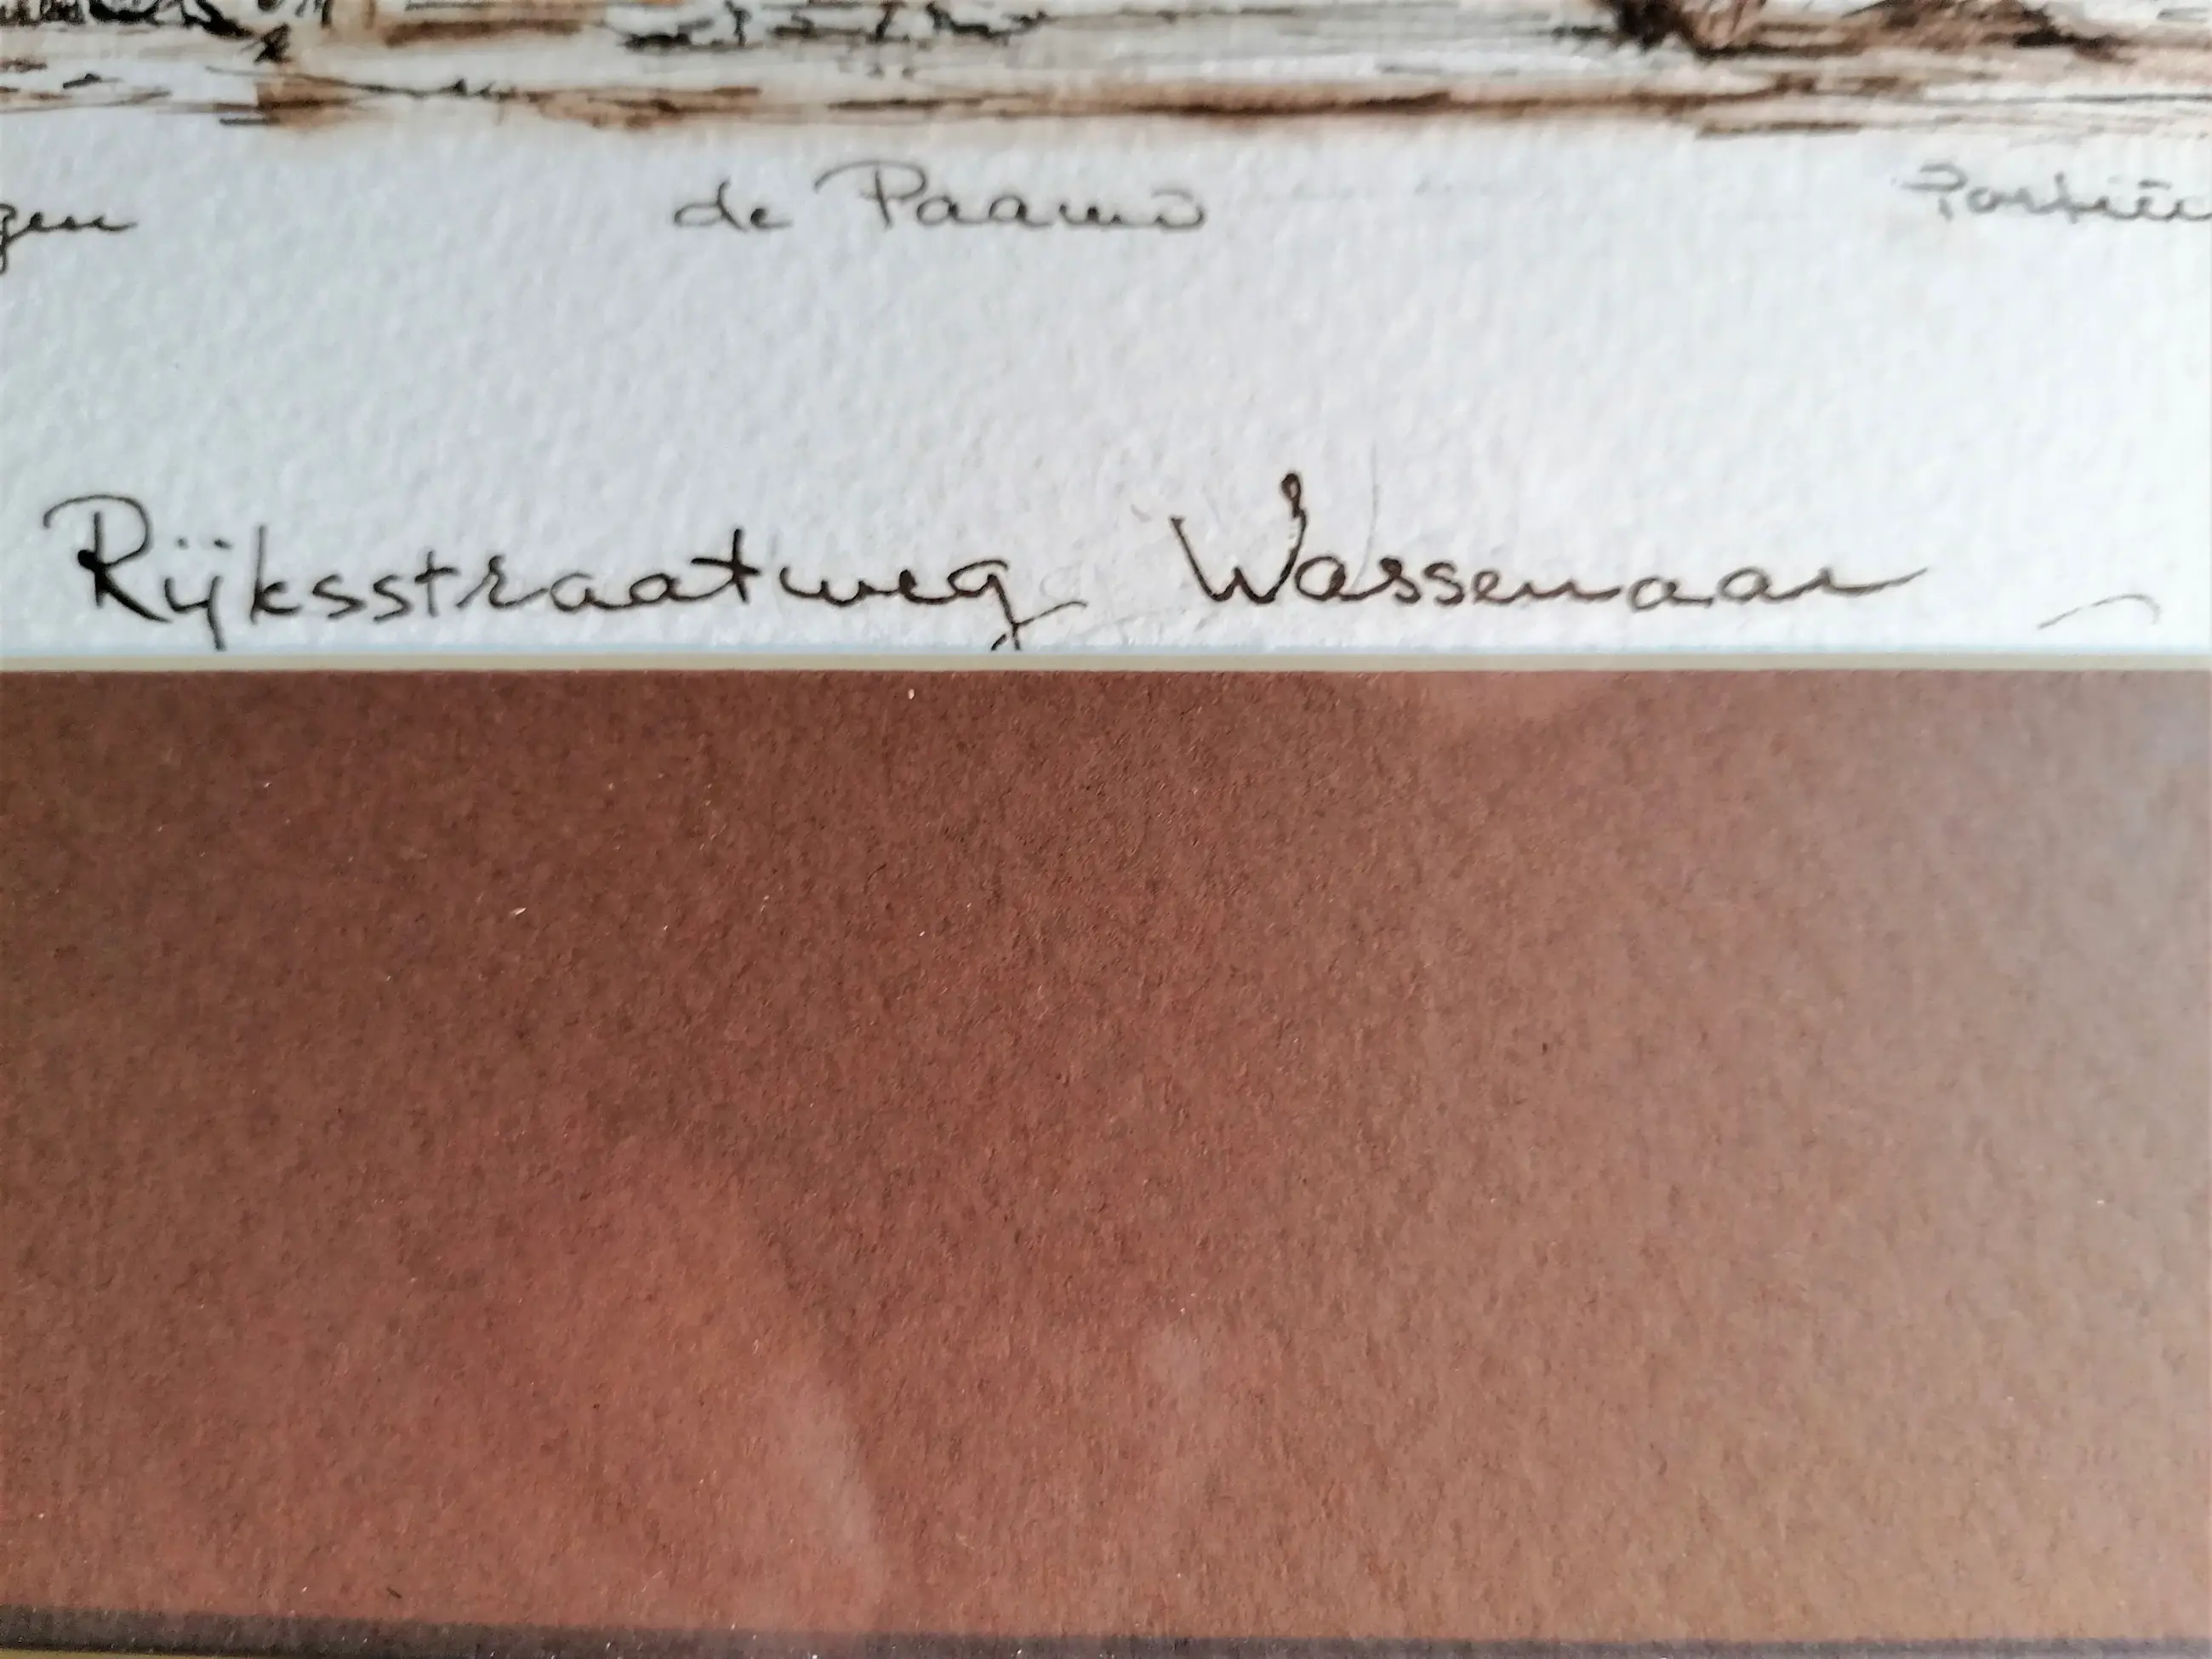 de Paauw
Rijksstraatweg Wassenaar